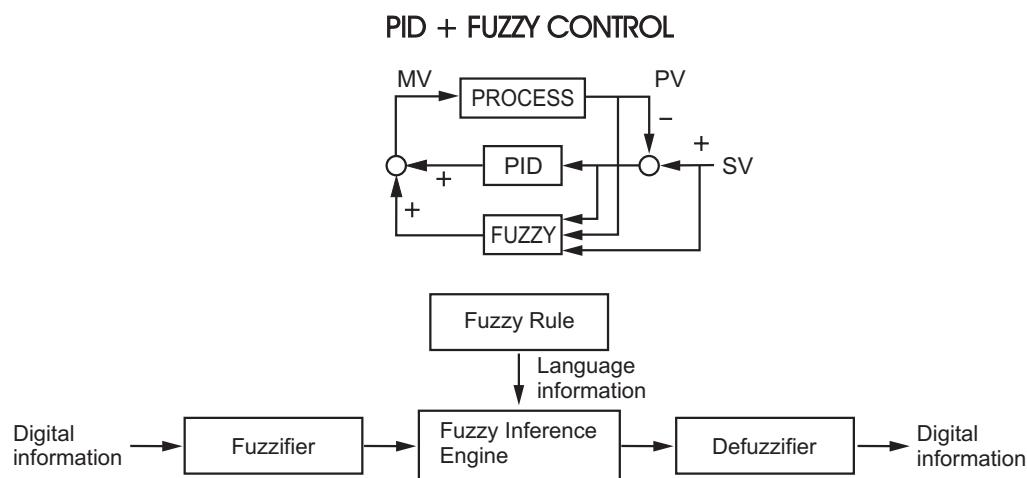 PID + FUZZY CONTROL
MV
PROCESS
PV
−
+
PID
+
SV
+
FUZZY
Fuzzy Rule
Language
information
Digital
information
Fuzzifier
Fuzzy Inference
Engine
Defuzzifier
Digital
information